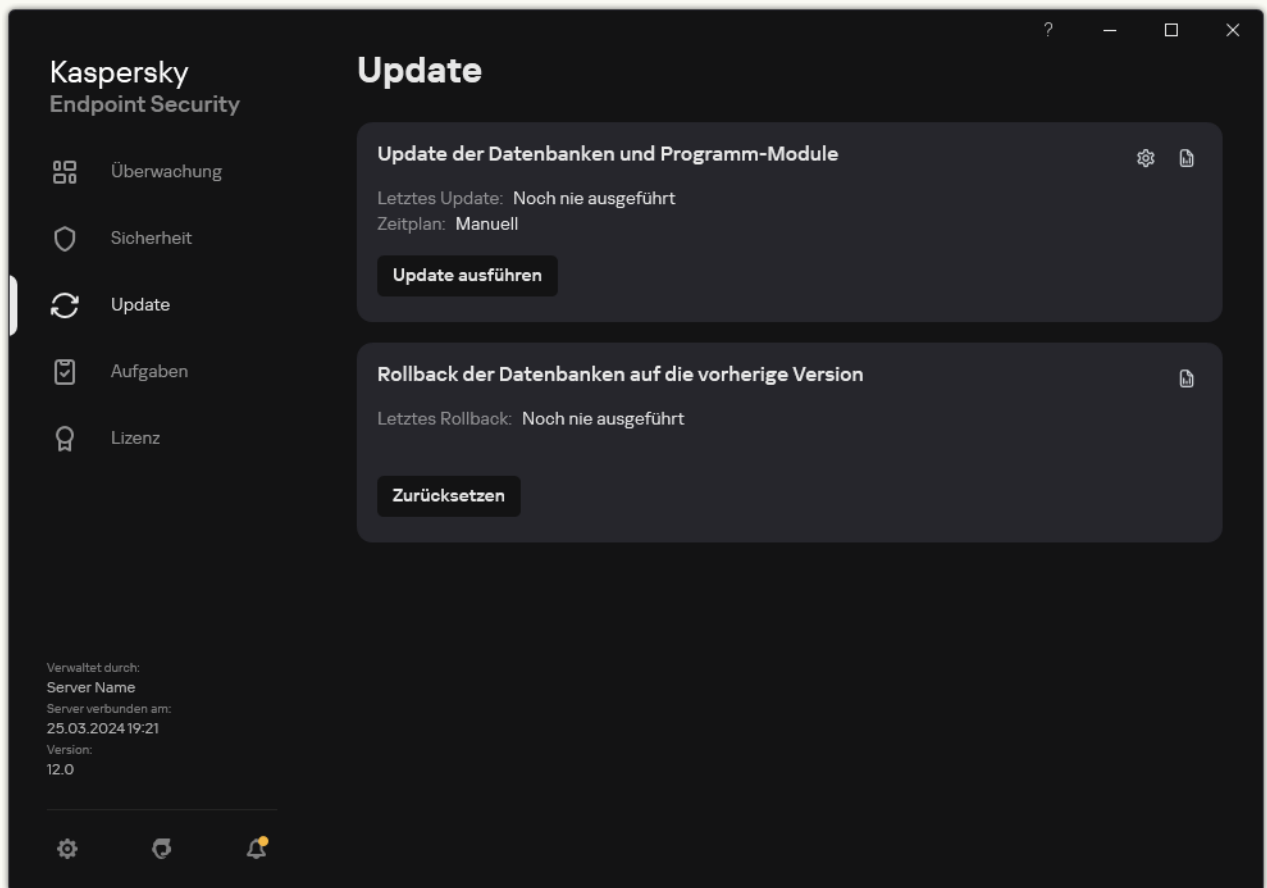 ?
Kaspersky
Endpoint Security
Überwachung
Sicherheit
Update
Aufgaben
Lizenz
Verwaltet durch:
Server Name
Server verbunden am:
25.03.2024 19:21
Version:
12.0
Update
Update der Datenbanken und Programm-Module
Letztes Update: Noch nie ausgeführt
Zeitplan: Manuell
Update ausführen
Rollback der Datenbanken auf die vorherige Version
Letztes Rollback: Noch nie ausgeführt
Zurücksetzen